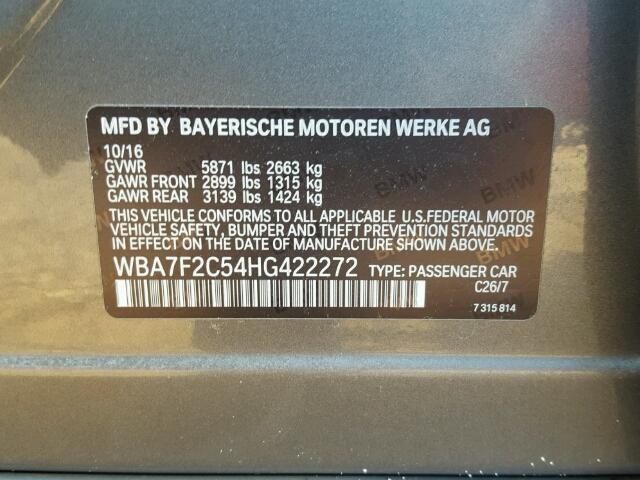 MFD BY BAYERISCHE MOTOREN WERKE AG
10/16
GVWR 5871 lbs 2663 kg
GAWR FRONT 2899 lbs 1315 kg
GAWR REAR 3139 lbs 1424 kg
THIS VEHICLE CONFORMS TO ALL APPLICABLE U.S.FEDERAL MOTOR
VEHICLE SAFETY, BUMPER AND THEFT PREVENTION STANDARDS
IN EFFECT ON THE DATE OF MANUFACTURE SHOWN ABOVE.
WBA7F2C54HG422272 TYPE: PASSENGER CAR
C26/7
7 315 814
BMW
BMW
BMW